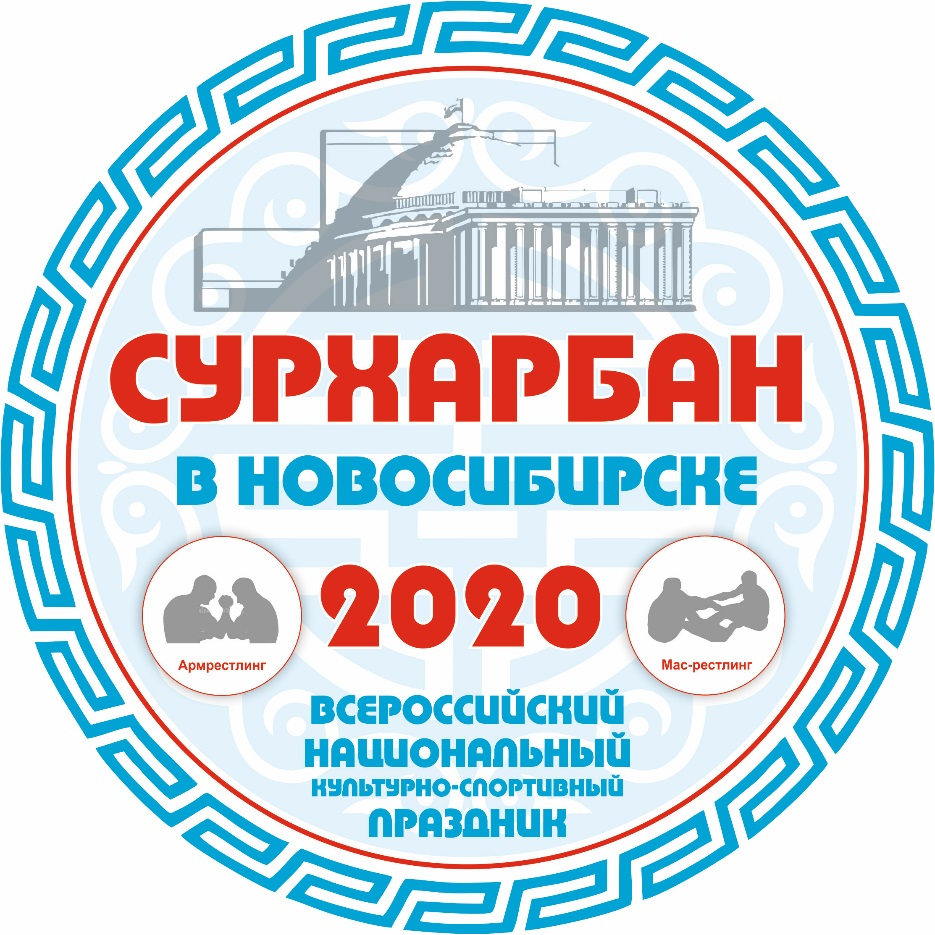 СУРХАРБАН
В НОВОСИБИРСКЕ
2020
Армрестлинг
Мас-рестлинг
ВСЕРОССИЙСКИЙ
НАЦИОНАЛЬНЫЙ
КУЛЬТУРНО-СПОРТИВНЫЙ
ПРАЗДНИК